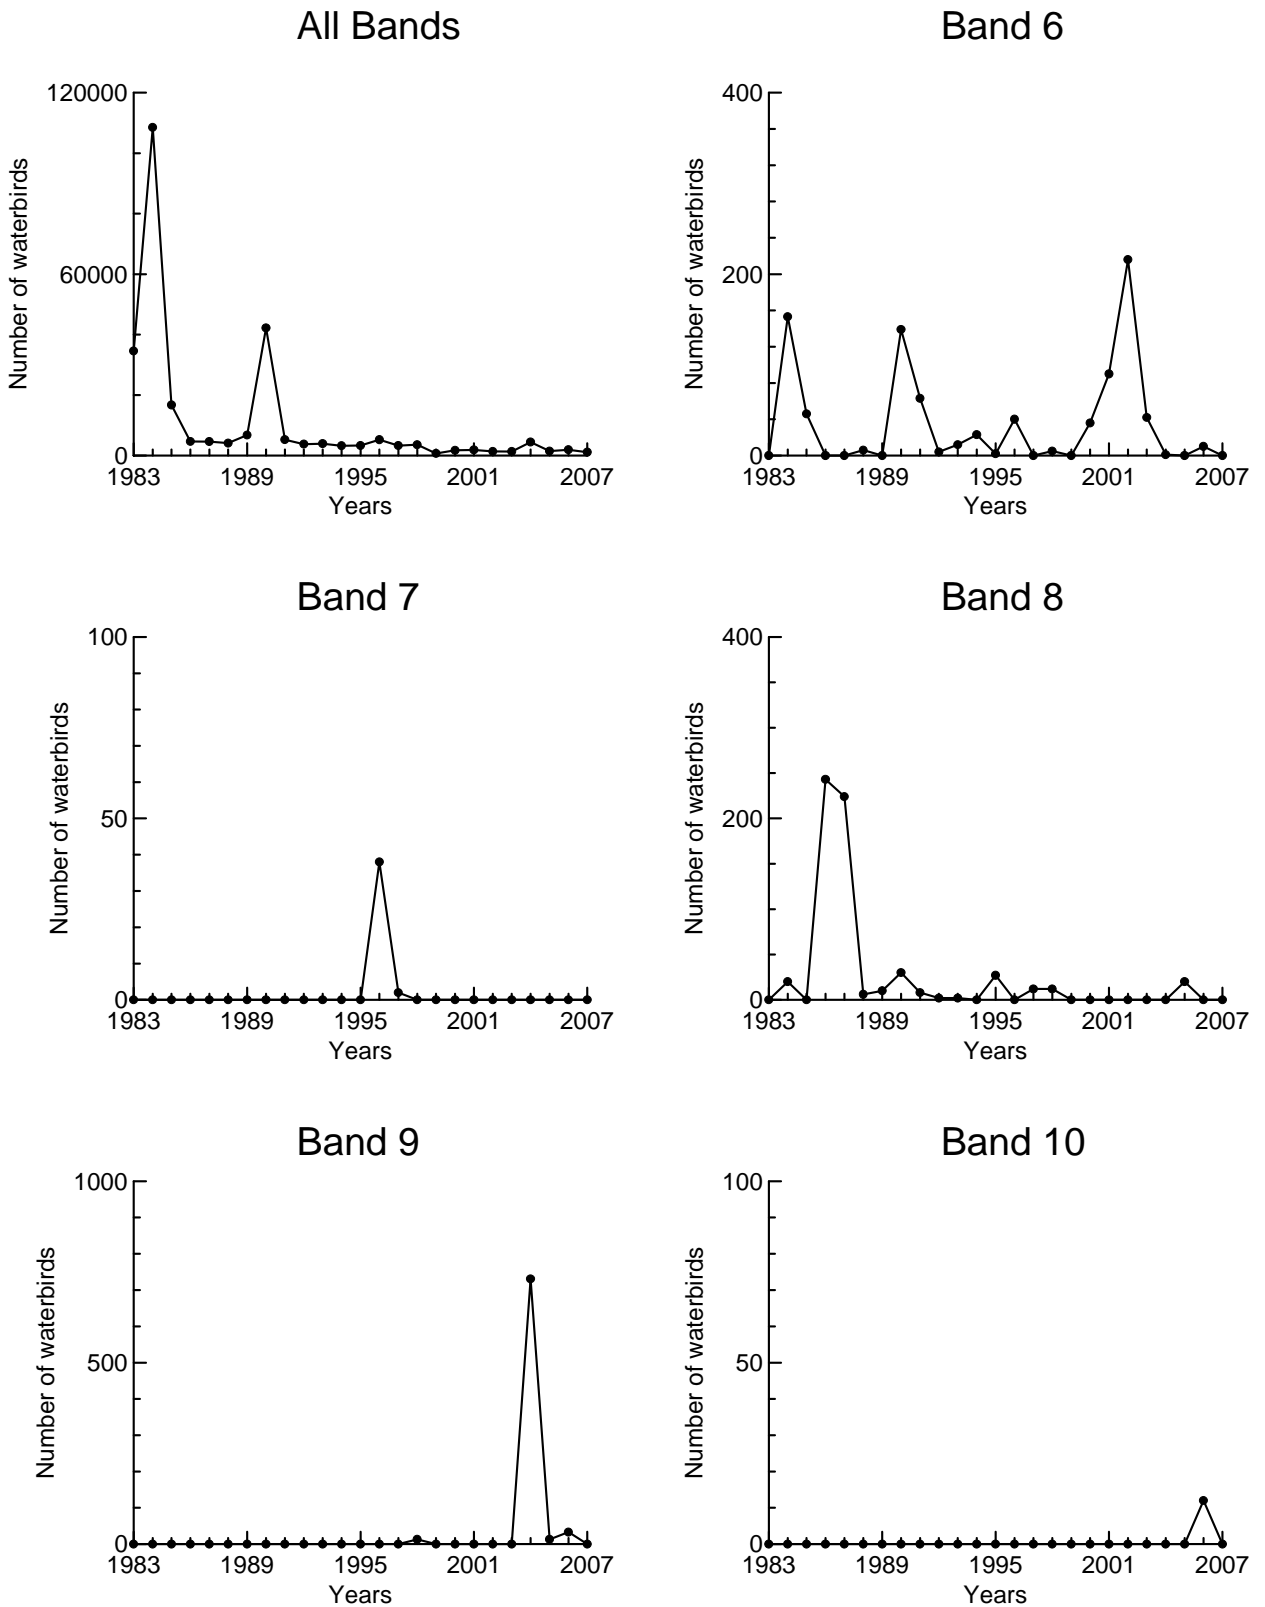 All Bands
120000
60000
0
Number of waterbirds
1983 1989 1995 2001 2007
Years
Band 6
400
200
0
Number of waterbirds
1983 1989 1995 2001 2007
Years
Band 7
100
50
0
Number of waterbirds
1983 1989 1995 2001 2007
Years
Band 8
400
200
0
Number of waterbirds
1983 1989 1995 2001 2007
Years
Band 9
1000
500
0
Number of waterbirds
1983 1989 1995 2001 2007
Years
Band 10
100
50
0
Number of waterbirds
1983 1989 1995 2001 2007
Years